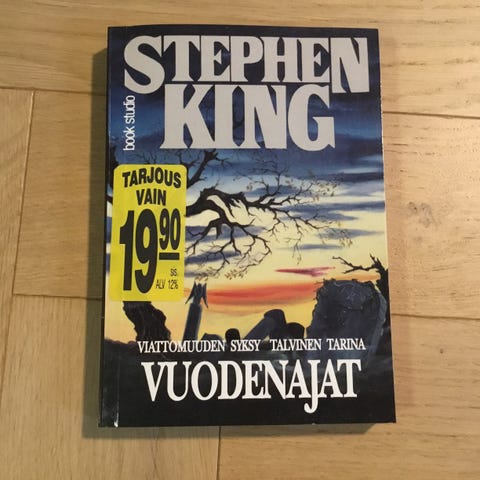 STEPHEN
KING
book studio
TARJOUS
VAIN
19,90
SIS.
ALV 12%
VIATTOMUUDEN SYKSY TALVINEN TARINA
VUODENAJAT